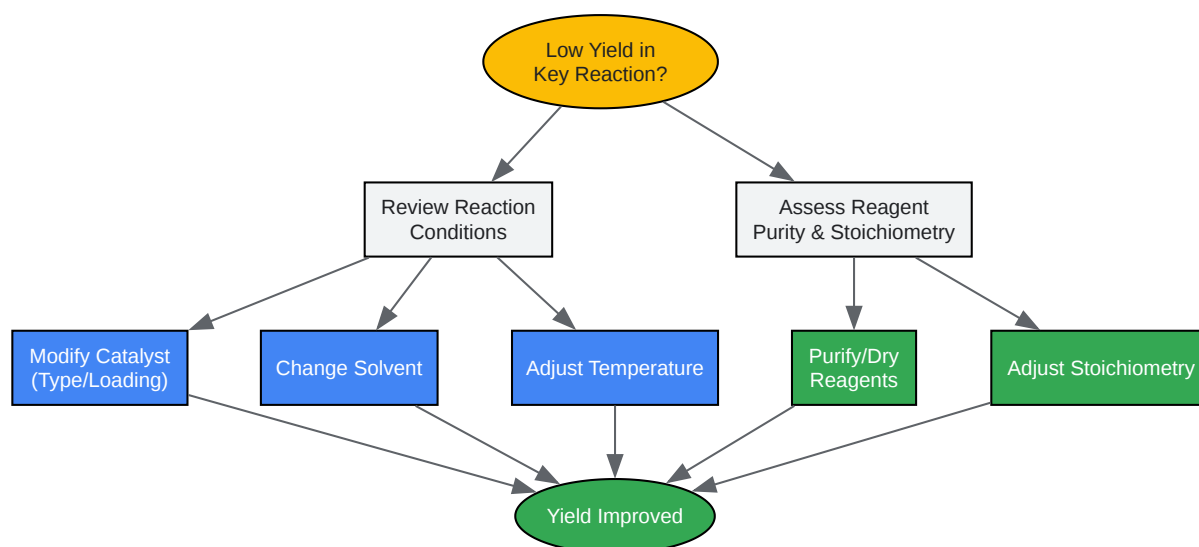 Low Yield in
Key Reaction?
Review Reaction
Conditions
Assess Reagent
Purity & Stoichiometry
Modify Catalyst
(Type/Loading)
Change Solvent
Adjust Temperature
Purify/Dry
Reagents
Adjust Stoichiometry
Yield Improved